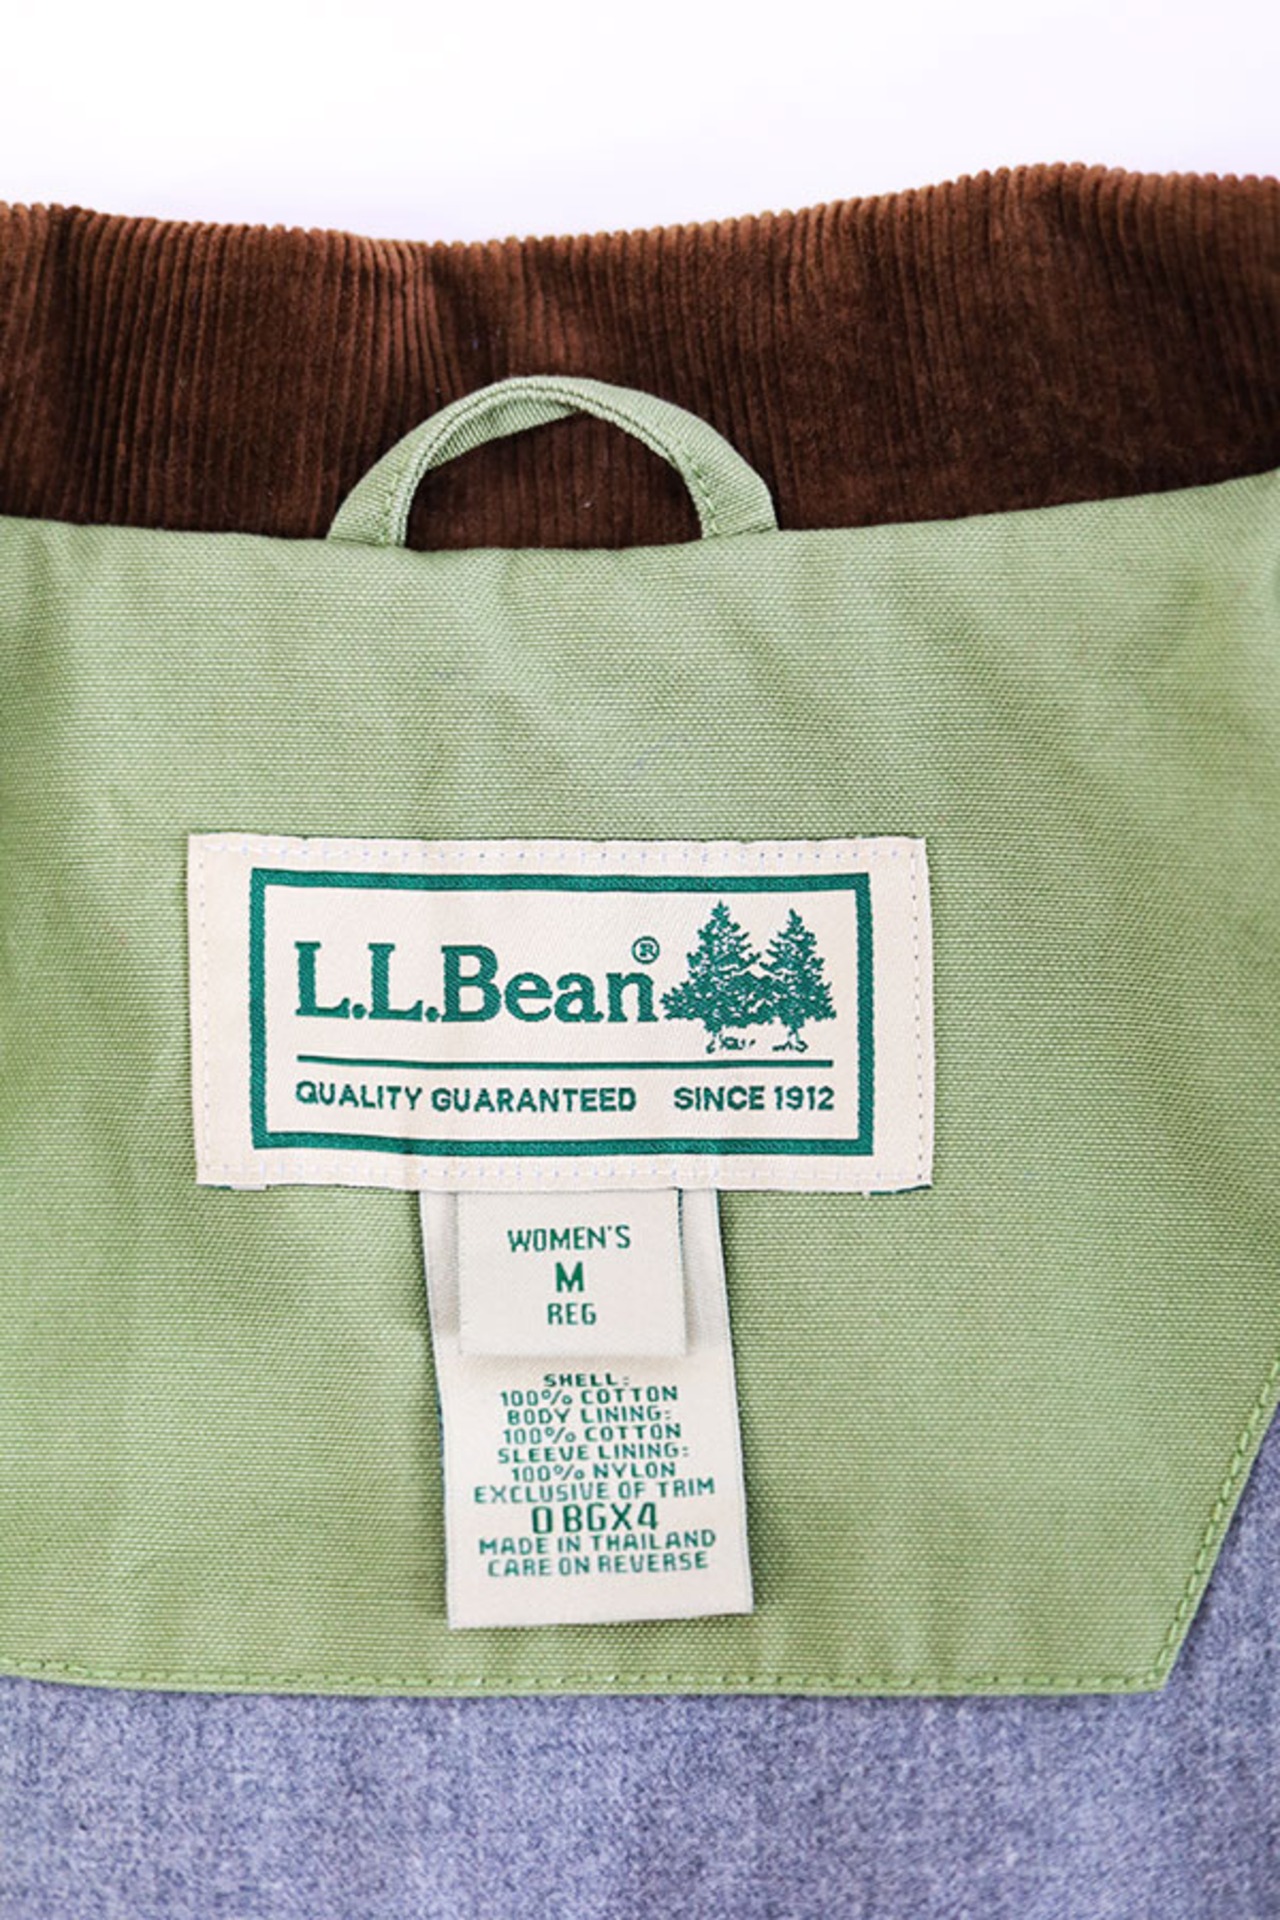 L.L.Bean®
QUALITY GUARANTEED SINCE 1912
WOMEN'S
M
REG
SHELL:
100% COTTON
BODY LINING:
100% COTTON
SLEEVE LINING:
100% NYLON
EXCLUSIVE OF TRIM
0 BGX4
MADE IN THAILAND
CARE ON REVERSE